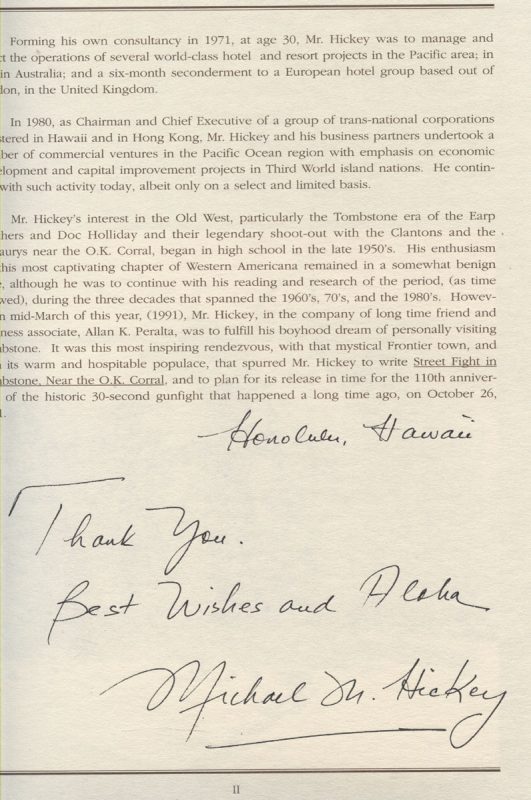 Forming his own consultancy in 1971, at age 30, Mr. Hickey was to manage and
ct the operations of several world-class hotel and resort projects in the Pacific area; in
in Australia; and a six-month seconderment to a European hotel group based out of
don, in the United Kingdom.
In 1980, as Chairman and Chief Executive of a group of trans-national corporations
stered in Hawaii and in Hong Kong, Mr. Hickey and his business partners undertook a
ber of commercial ventures in the Pacific Ocean region with emphasis on economic
elopment and capital improvement projects in Third World island nations. He contin-
with such activity today, albeit only on a select and limited basis.
Mr. Hickey's interest in the Old West, particularly the Tombstone era of the Earp
thers and Doc Holliday and their legendary shoot-out with the Clantons and the
aurys near the O.K. Corral, began in high school in the late 1950's. His enthusiasm
this most captivating chapter of Western Americana remained in a somewhat benign
e, although he was to continue with his reading and research of the period, (as time
wed), during the three decades that spanned the 1960's, 70's, and the 1980's. Howev-
n mid-March of this year, (1991), Mr. Hickey, in the company of long time friend and
ness associate, Allan K. Peralta, was to fulfill his boyhood dream of personally visiting
bstone. It was this most inspiring rendezvous, with that mystical Frontier town, and
its warm and hospitable populace, that spurred Mr. Hickey to write Street Fight in
bstone, Near the O.K. Corral, and to plan for its release in time for the 110th anniver-
of the historic 30-second gunfight that happened a long time ago, on October 26,
1.
Honolulu, Hawaii
Thank You.
Best Wishes and Aloha
Michael M. Hickey
II